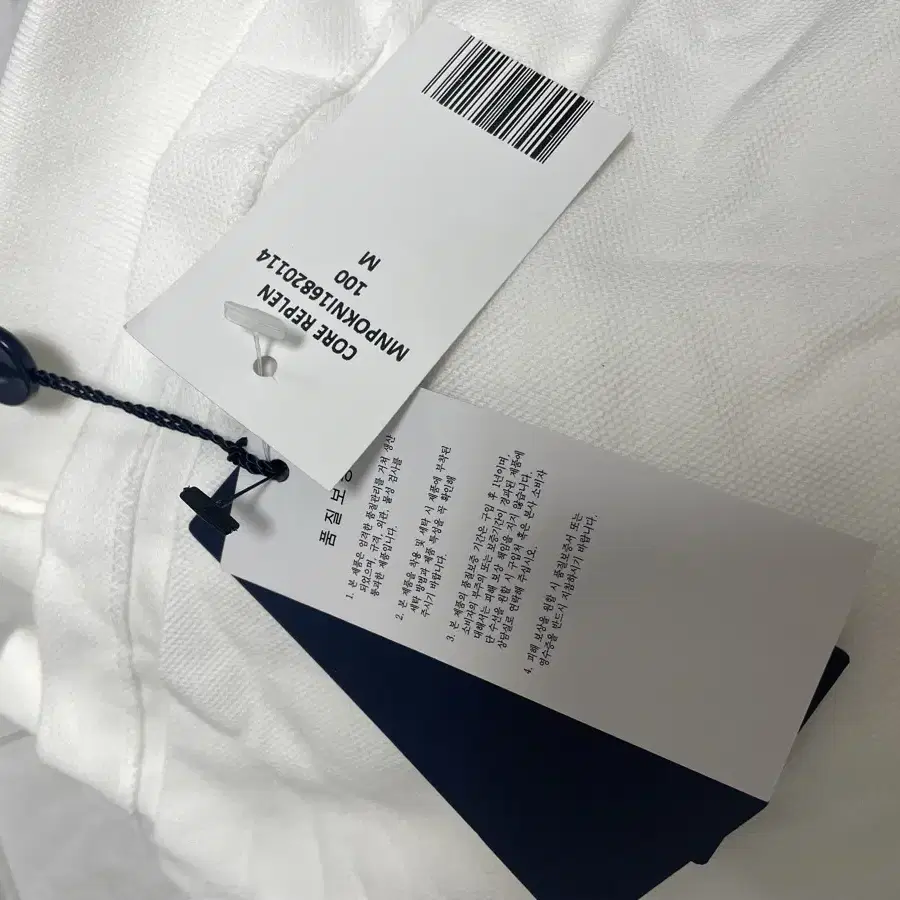 CORE REPLEN
MNPOKNI16820114
100
M
품질보증
1. 본 제품은 엄격한 품질관리를 거쳐 생산
되었으며, 규격, 외관, 물성 검사를
통과한 제품입니다.
2. 본 제품을 착용 및 세탁 시 제품에 부착된
세탁 방법과 제품 특성을 꼭 확인해
주시기 바랍니다.
3. 본 제품의 품질보증 기간은 구입 후 1년이며,
소비자의 부주의 또는 보증기간이 경과된 제품에
대해서는 피해 보상 책임을 지지 않습니다.
단 수선을 원할 시 구입처 혹은 본사 소비자
상담실로 연락해 주십시오.
4. 피해 보상을 원할 시 품질보증서 또는
영수증을 반드시 지참하시기 바랍니다.